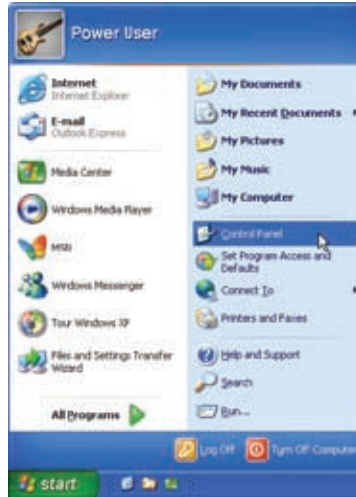 Power User
Internet
Internet Explorer
E-mail
Outlook Express
Media Center
Windows Media Player
MSN
Windows Messenger
Tour Windows XP
Files and Settings Transfer
Wizard
All Programs
My Documents
My Recent Documents
My Pictures
My Music
My Computer
Control Panel
Set Program Access and
Defaults
Connect To
Printers and Faxes
Help and Support
Search
Run...
Log Off
Turn Off Computer
start